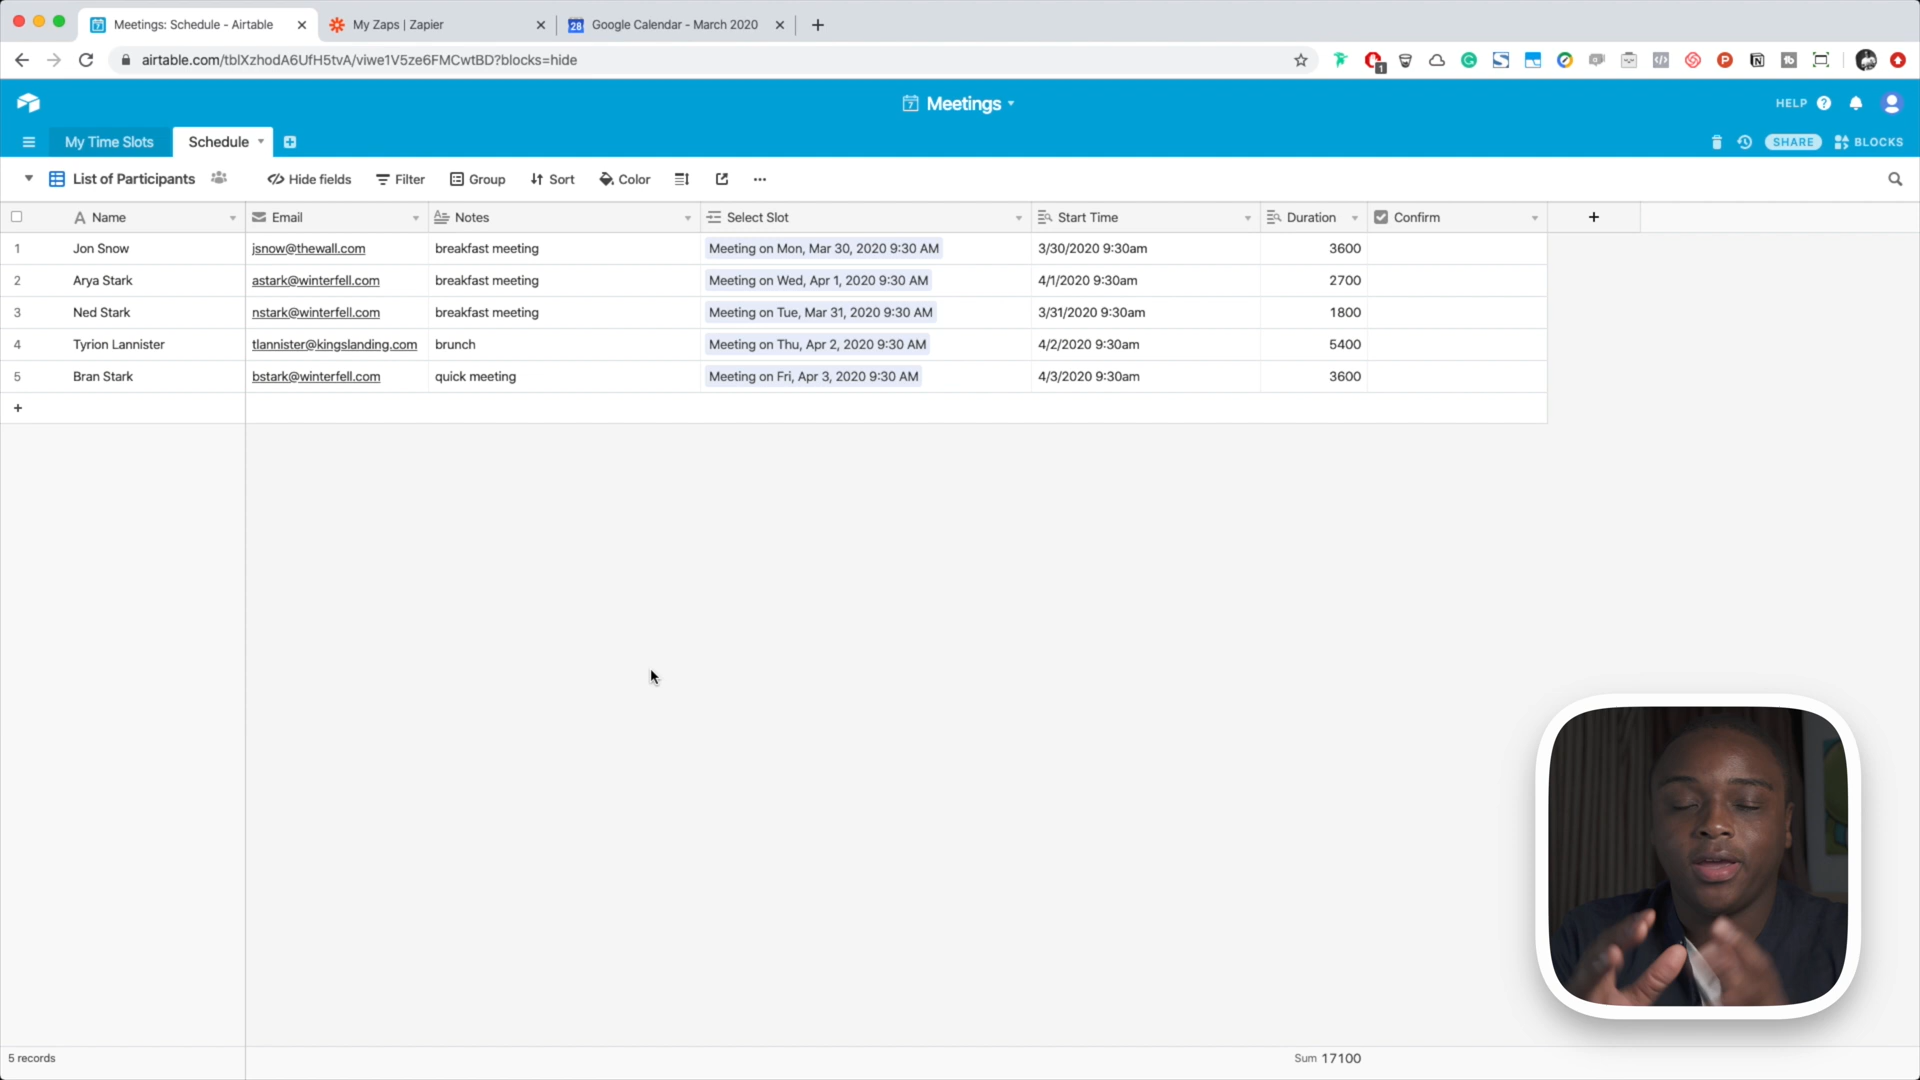 Meetings: Schedule - Airtable
My Zaps | Zapier
28 Google Calendar - March 2020
airtable.com/tblXzhodA6UfH5tvA/viwe1V5ze6FMCwtBD?blocks=hide
7 Meetings
HELP
My Time Slots
Schedule
SHARE
BLOCKS
List of Participants
Hide fields
Filter
Group
Sort
Color
Name Email Notes Select Slot Start Time Duration Confirm
1 Jon Snow jsnow@thewall.com breakfast meeting Meeting on Mon, Mar 30, 2020 9:30 AM 3/30/2020 9:30am 3600
2 Arya Stark astark@winterfell.com breakfast meeting Meeting on Wed, Apr 1, 2020 9:30 AM 4/1/2020 9:30am 2700
3 Ned Stark nstark@winterfell.com breakfast meeting Meeting on Tue, Mar 31, 2020 9:30 AM 3/31/2020 9:30am 1800
4 Tyrion Lannister tlannister@kingslanding.com brunch Meeting on Thu, Apr 2, 2020 9:30 AM 4/2/2020 9:30am 5400
5 Bran Stark bstark@winterfell.com quick meeting Meeting on Fri, Apr 3, 2020 9:30 AM 4/3/2020 9:30am 3600
5 records
Sum 17100